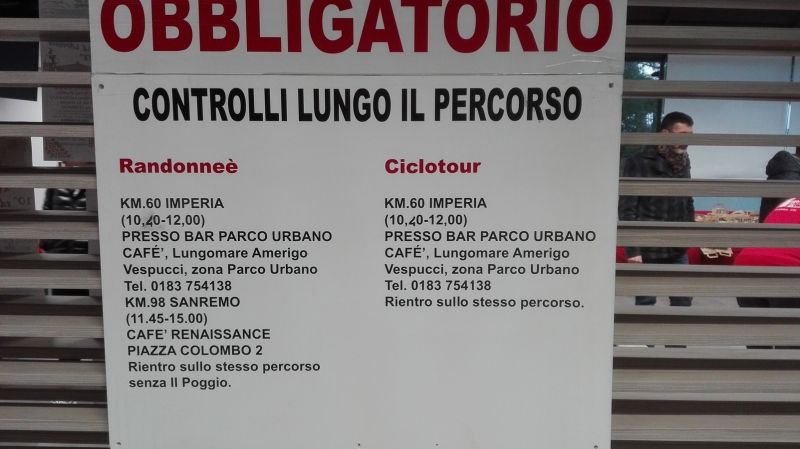 OBBLIGATORIO
CONTROLLI LUNGO IL PERCORSO
Randonneè
KM.60 IMPERIA
(10,20-12,00)
PRESSO BAR PARCO URBANO
CAFÉ', Lungomare Amerigo
Vespucci, zona Parco Urbano
Tel. 0183 754138
KM.98 SANREMO
(11.45-15.00)
CAFE' RENAISSANCE
PIAZZA COLOMBO 2
Rientro sullo stesso percorso
senza Il Poggio.
Ciclotour
KM.60 IMPERIA
(10,20-12,00)
PRESSO BAR PARCO URBANO
CAFÉ', Lungomare Amerigo
Vespucci, zona Parco Urbano
Tel. 0183 754138
Rientro sullo stesso percorso.